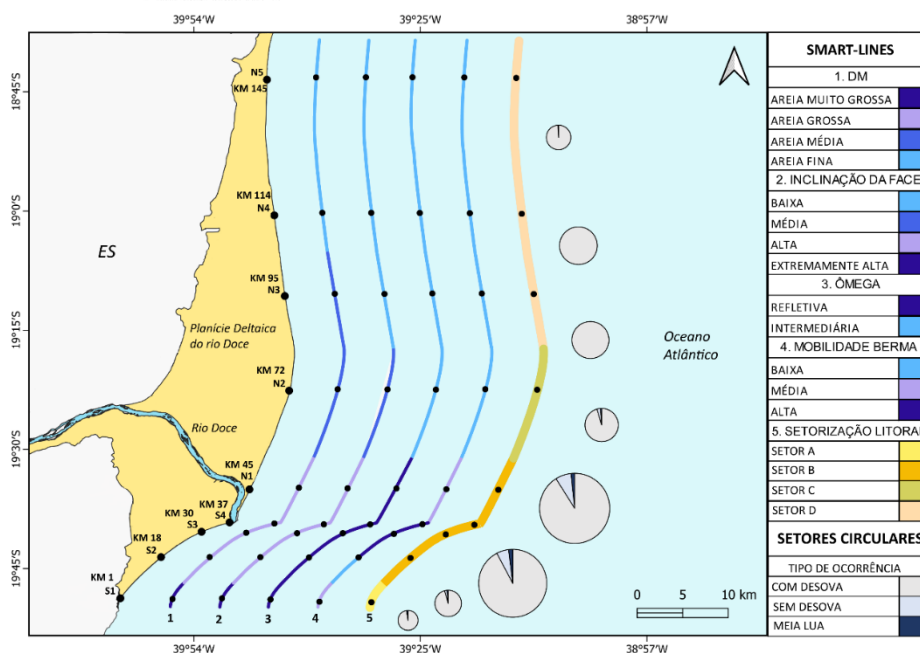 39°54'W 39°25'W 38°57'W
18°45'S
19°0'S
19°15'S
19°30'S
19°45'S
N5
KM 145
KM 114
N4
ES
KM 95
N3
Planície Deltaica
do rio Doce
Oceano
Atlântico
KM 72
N2
Rio Doce
KM 45
N1
KM 37
S4
KM 30
S3
KM 18
S2
KM 1
S1
1 2 3 4 5
0 10 km
39°54'W 39°25'W 38°57'W
SMART-LINES
1. DM
AREIA MUITO GROSSA
AREIA GROSSA
AREIA MÉDIA
AREIA FINA
2. INCLINAÇÃO DA FACE
BAIXA
MÉDIA
ALTA
EXTREMAMENTE ALTA
3. ÔMEGA
REFLETIVA
INTERMEDIÁRIA
4. MOBILIDADE BERMA
BAIXA
MÉDIA
ALTA
5. SETORIZAÇÃO LITORA
SETOR A
SETOR B
SETOR C
SETOR D
SETORES CIRCULARES
TIPO DE OCORRÊNCIA
COM DESOVA
SEM DESOVA
MEIA LUA